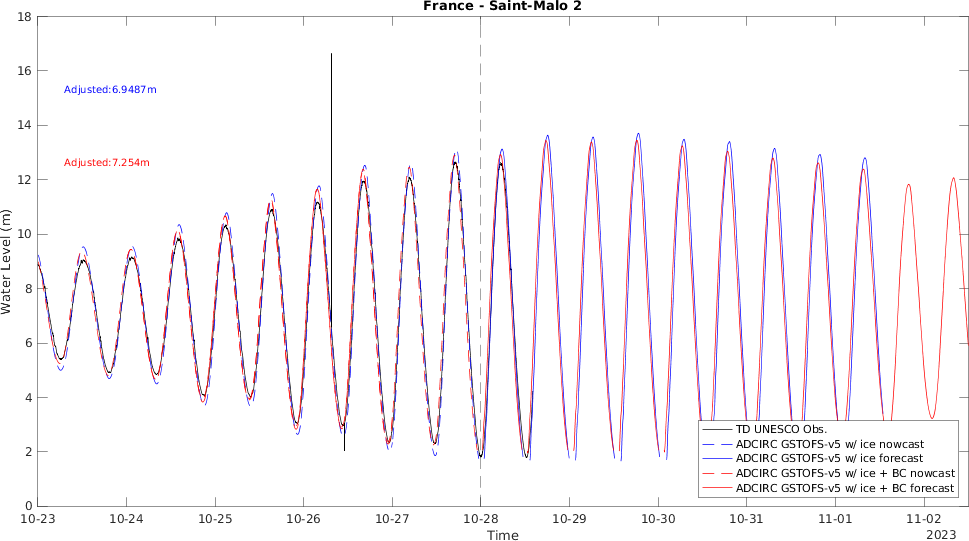 France - Saint-Malo 2
18
16
14
12
10
8
6
4
2
0
Water Level (m)
Adjusted:6.9487m
Adjusted:7.254m
TD UNESCO Obs.
ADCIRC GSTOFS-v5 w/ ice nowcast
ADCIRC GSTOFS-v5 w/ ice forecast
ADCIRC GSTOFS-v5 w/ ice + BC nowcast
ADCIRC GSTOFS-v5 w/ ice + BC forecast
10-23 10-24 10-25 10-26 10-27 10-28 10-29 10-30 10-31 11-01 11-02
Time
2023